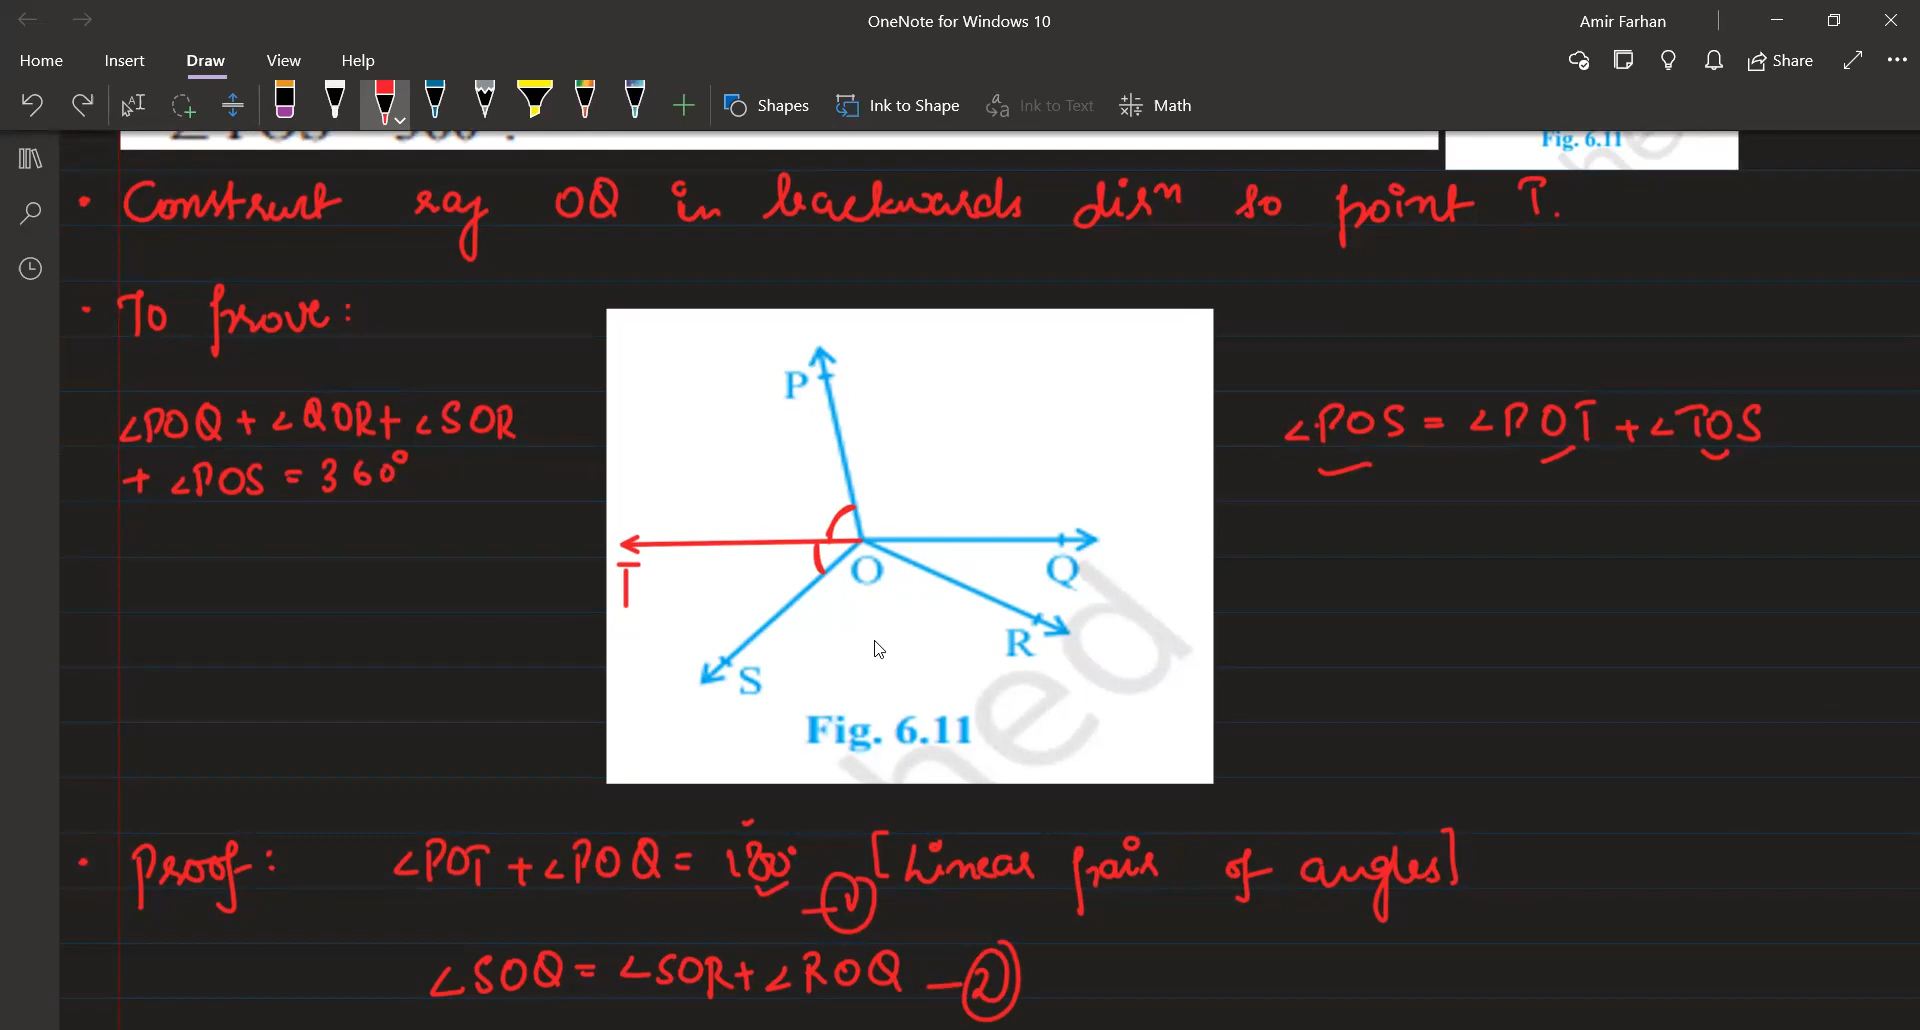 OneNote for Windows 10
Amir Farhan
Home Insert Draw View Help
Share
Shapes Ink to Shape Ink to Text Math
Fig. 6.11
• Construct ray OQ in backwards dirn so point T.
• To prove:
∠POQ + ∠QOR + ∠SOR
+ ∠POS = 360°
∠POS = ∠POT + ∠TOS
P
T
O
Q
R
S
Fig. 6.11
hed
• Proof: ∠POT + ∠POQ = 180° — ① [Linear pair of angles]
∠SOQ = ∠SOR + ∠ROQ — ②